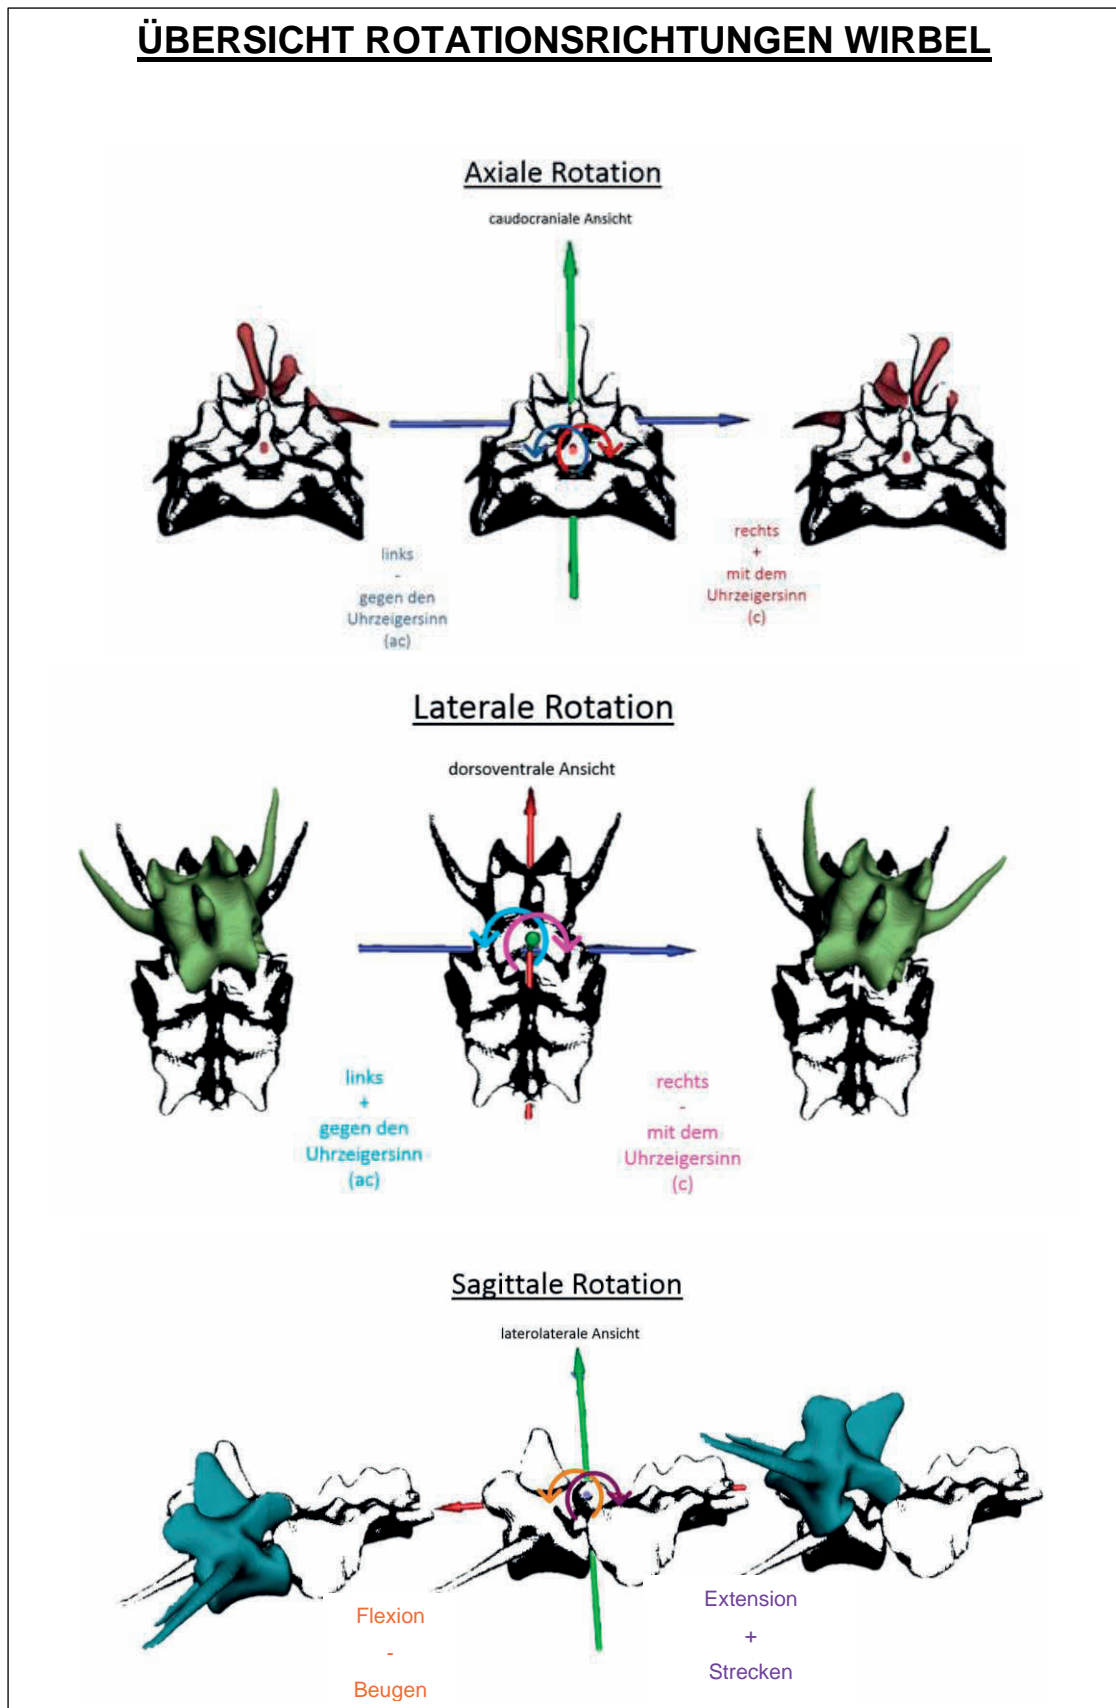 ÜBERSICHT ROTATIONSRICHTUNGEN WIRBEL
Axiale Rotation
caudocraniale Ansicht
links
-
gegen den
Uhrzeigersinn
(ac)
rechts
+
mit dem
Uhrzeigersinn
(c)
Laterale Rotation
dorsoventrale Ansicht
links
+
gegen den
Uhrzeigersinn
(ac)
rechts
-
mit dem
Uhrzeigersinn
(c)
Sagittale Rotation
laterolaterale Ansicht
Flexion
-
Beugen
Extension
+
Strecken